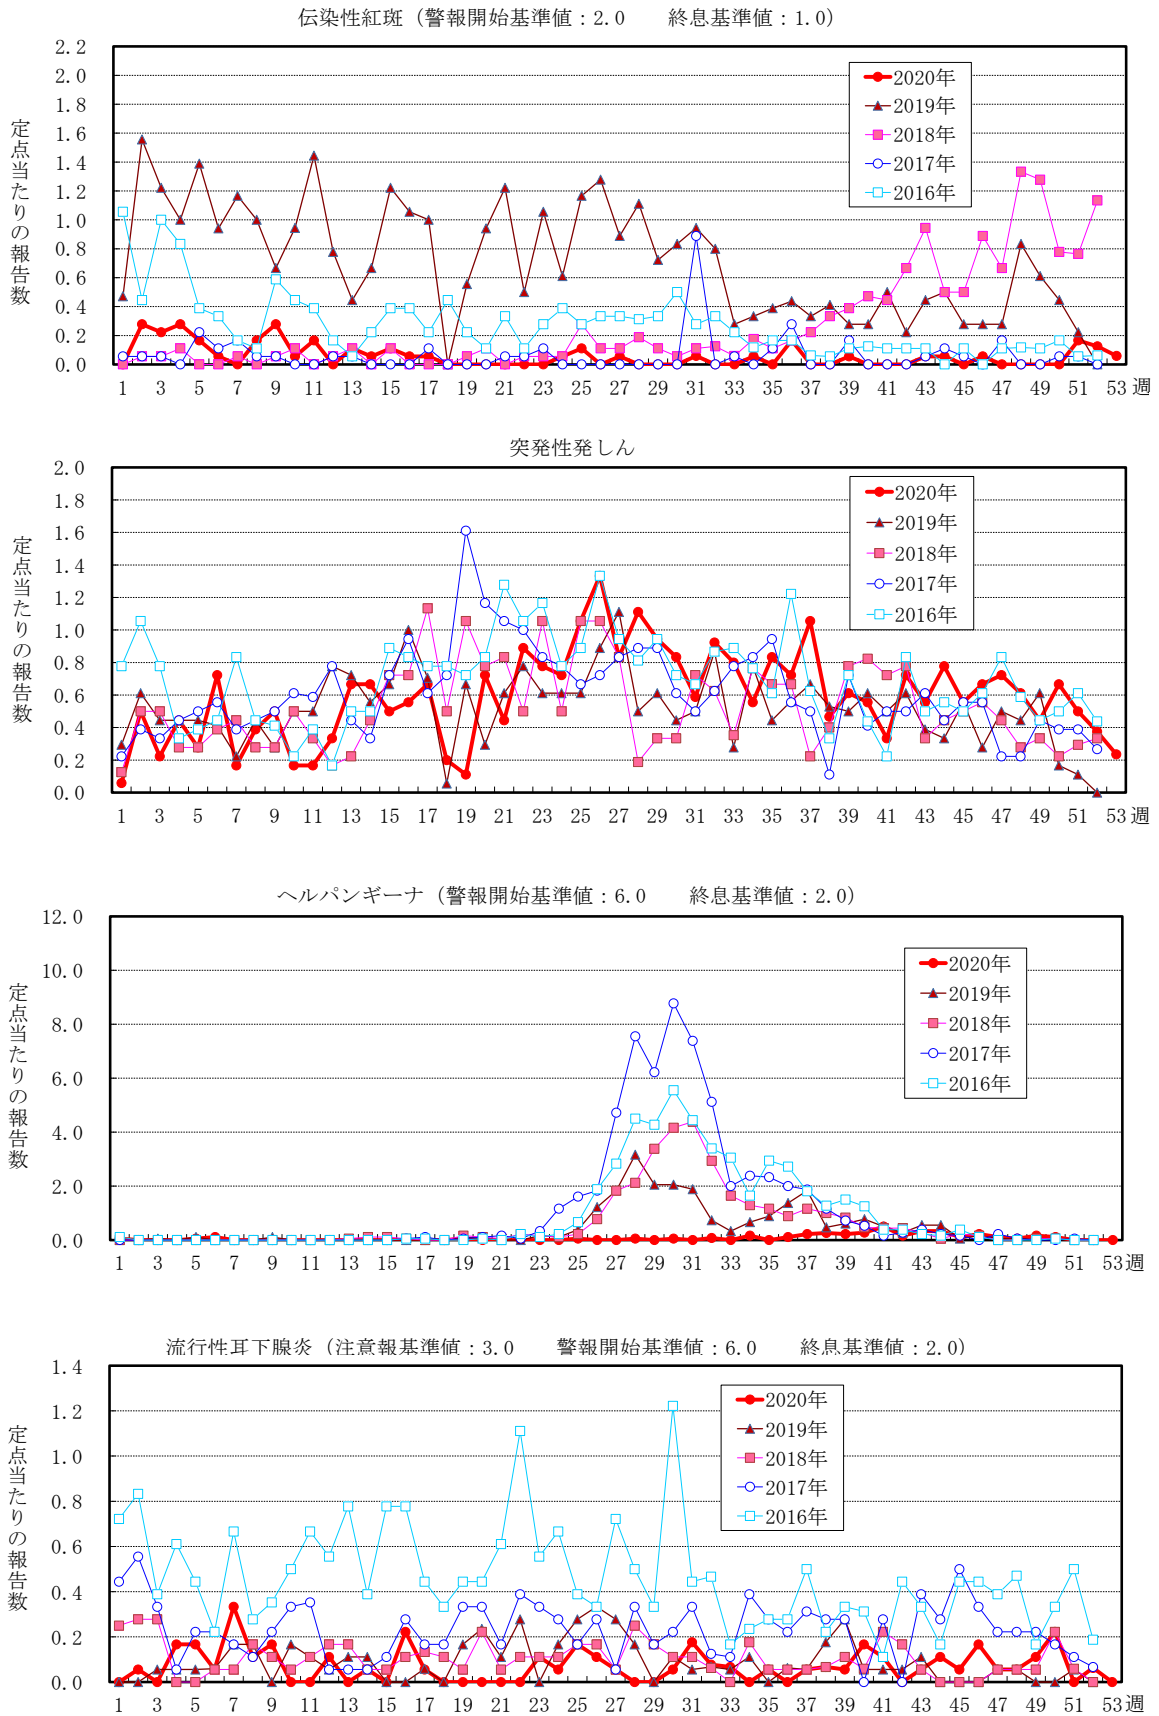 伝染性紅斑（警報開始基準値：2.0　　終息基準値：1.0）
定点当たりの報告数
2.2
2.0
1.8
1.6
1.4
1.2
1.0
0.8
0.6
0.4
0.2
0.0
2020年
2019年
2018年
2017年
2016年
1 3 5 7 9 11 13 15 17 19 21 23 25 27 29 31 33 35 37 39 41 43 45 47 49 51 53 週
突発性発しん
定点当たりの報告数
2.0
1.8
1.6
1.4
1.2
1.0
0.8
0.6
0.4
0.2
0.0
2020年
2019年
2018年
2017年
2016年
1 3 5 7 9 11 13 15 17 19 21 23 25 27 29 31 33 35 37 39 41 43 45 47 49 51 53 週
ヘルパンギーナ（警報開始基準値：6.0　　終息基準値：2.0）
定点当たりの報告数
12.0
10.0
8.0
6.0
4.0
2.0
0.0
2020年
2019年
2018年
2017年
2016年
1 3 5 7 9 11 13 15 17 19 21 23 25 27 29 31 33 35 37 39 41 43 45 47 49 51 53 週
流行性耳下腺炎（注意報基準値：3.0　　警報開始基準値：6.0　　終息基準値：2.0）
定点当たりの報告数
1.4
1.2
1.0
0.8
0.6
0.4
0.2
0.0
2020年
2019年
2018年
2017年
2016年
1 3 5 7 9 11 13 15 17 19 21 23 25 27 29 31 33 35 37 39 41 43 45 47 49 51 53 週